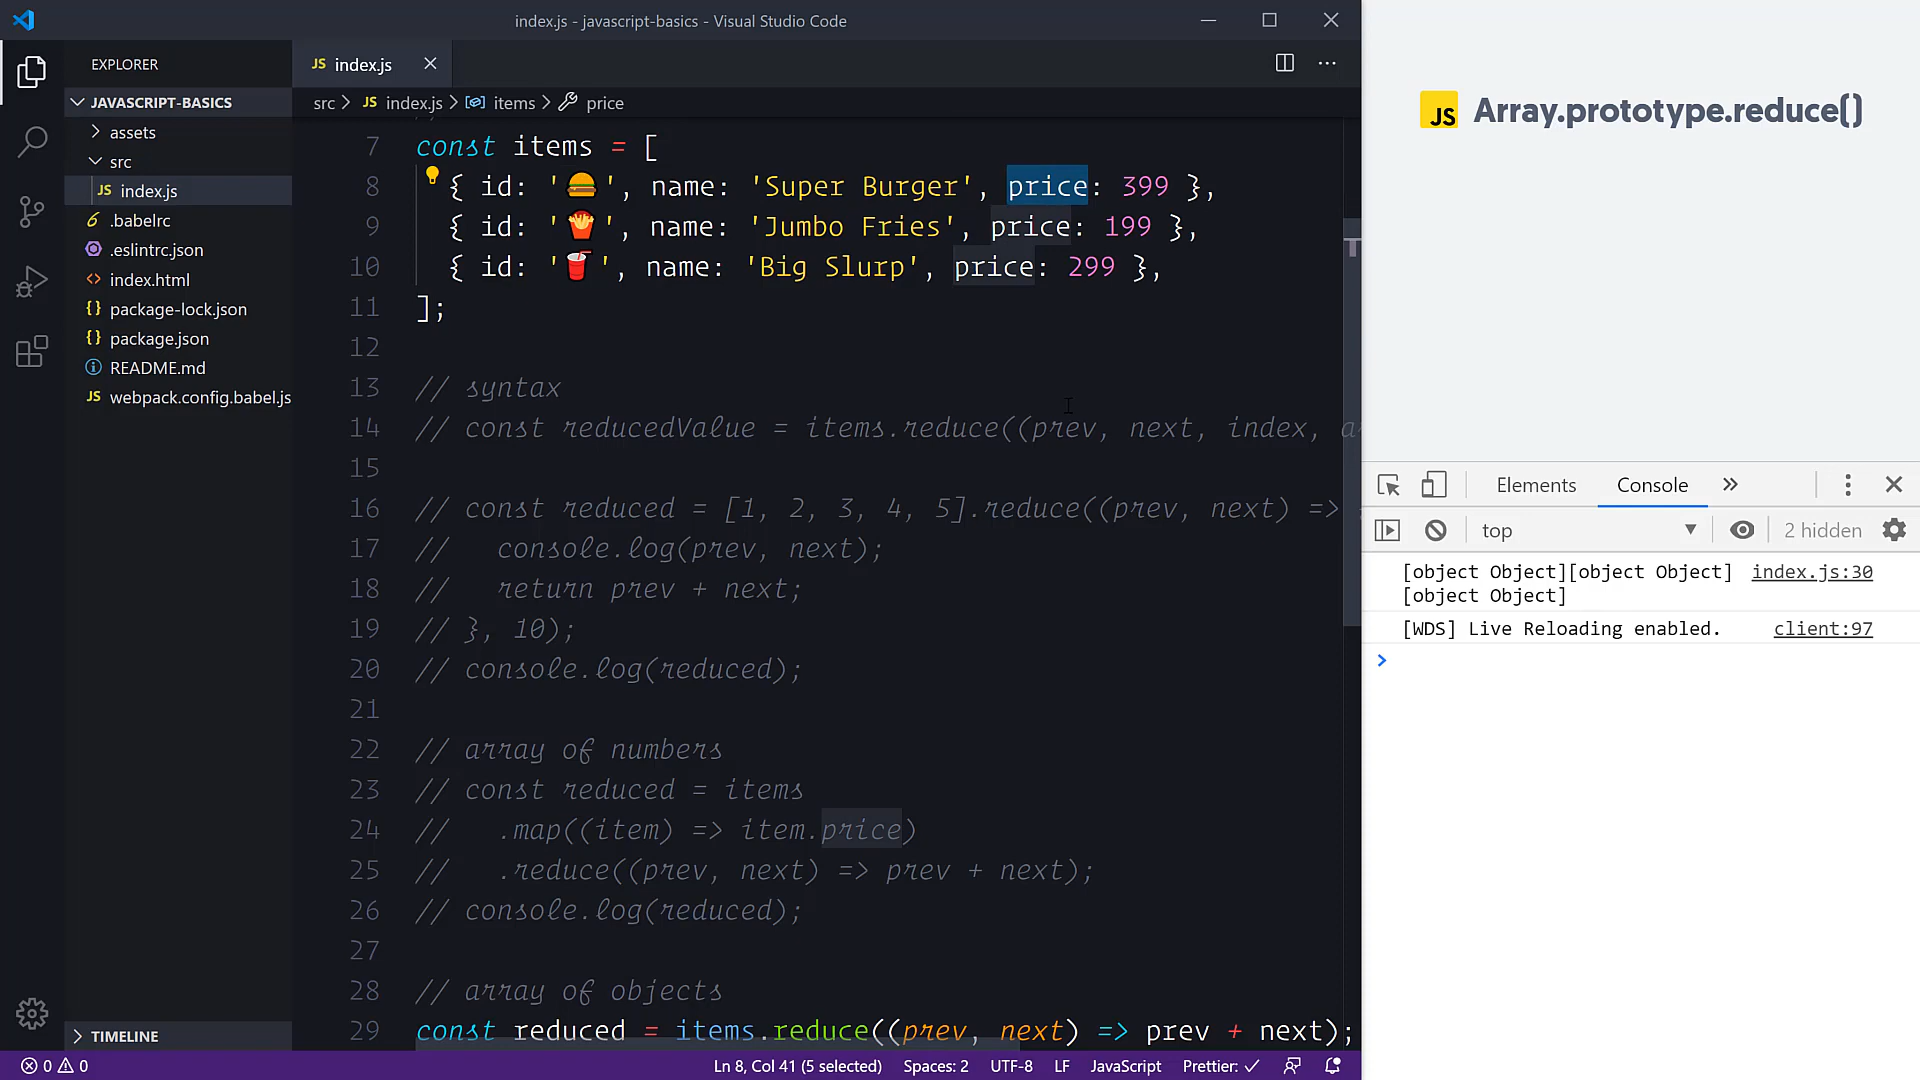 index.js - javascript-basics - Visual Studio Code
EXPLORER
JAVASCRIPT-BASICS
assets
src
JS index.js
.babelrc
.eslintrc.json
index.html
package-lock.json
package.json
README.md
JS webpack.config.babel.js
TIMELINE
JS index.js
src > JS index.js > items > price
7 const items = [
8 { id: '🍔', name: 'Super Burger', price: 399 },
9 { id: '🍟', name: 'Jumbo Fries', price: 199 },
10 { id: '🥤', name: 'Big Slurp', price: 299 },
11 ];
12
13 // syntax
14 // const reducedValue = items.reduce((prev, next, index, a
15
16 // const reduced = [1, 2, 3, 4, 5].reduce((prev, next) =>
17 //   console.log(prev, next);
18 //   return prev + next;
19 // }, 10);
20 // console.log(reduced);
21
22 // array of numbers
23 // const reduced = items
24 //   .map((item) => item.price)
25 //   .reduce((prev, next) => prev + next);
26 // console.log(reduced);
27
28 // array of objects
29 const reduced = items.reduce((prev, next) => prev + next);
0 0
Ln 8, Col 41 (5 selected) Spaces: 2 UTF-8 LF JavaScript Prettier: ✓
JS Array.prototype.reduce()
Elements Console »
top 2 hidden
[object Object][object Object] index.js:30
[object Object]
[WDS] Live Reloading enabled. client:97
>